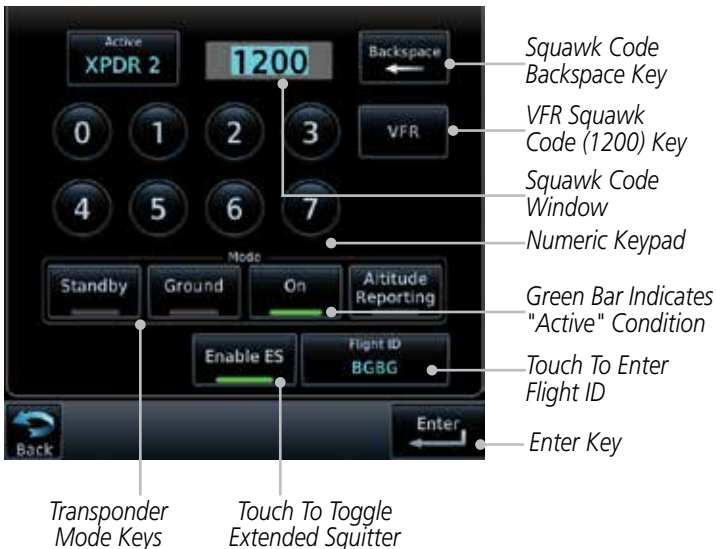 Active
XPDR 2
1200
Backspace
0 1 2 3
VFR
4 5 6 7
Mode
Standby
Ground
On
Altitude
Reporting
Enable ES
Flight ID
BGBG
Back
Enter
Squawk Code
Backspace Key
VFR Squawk
Code (1200) Key
Squawk Code
Window
Numeric Keypad
Green Bar Indicates
"Active" Condition
Touch To Enter
Flight ID
Enter Key
Transponder
Mode Keys
Touch To Toggle
Extended Squitter